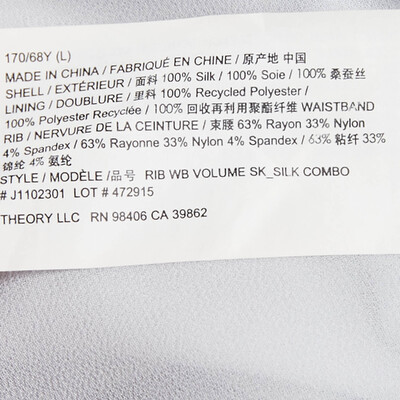 170/68Y (L)
MADE IN CHINA / FABRIQUÉ EN CHINE / 原产地 中国
SHELL / EXTÉRIEUR / 面料 100% Silk / 100% Soie / 100% 桑蚕丝
LINING / DOUBLURE / 里料 100% Recycled Polyester /
100% Polyester Recyclée / 100% 回收再利用聚酯纤维 WAISTBAND
RIB / NERVURE DE LA CEINTURE / 束腰 63% Rayon 33% Nylon
4% Spandex / 63% Rayonne 33% Nylon 4% Spandex / 63% 粘纤 33%
锦纶 4% 氨纶
STYLE / MODÈLE /品号 RIB WB VOLUME SK_SILK COMBO
# J1102301 LOT # 472915
THEORY LLC RN 98406 CA 39862